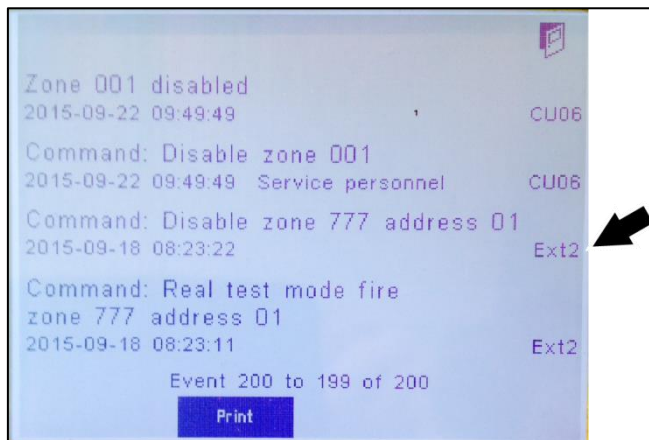 Zone 001 disabled
2015-09-22 09:49:49 CU06
Command: Disable zone 001
2015-09-22 09:49:49 Service personnel CU06
Command: Disable zone 777 address 01
2015-09-18 08:23:22 Ext2
Command: Real test mode fire
zone 777 address 01
2015-09-18 08:23:11 Ext2
Event 200 to 199 of 200
Print